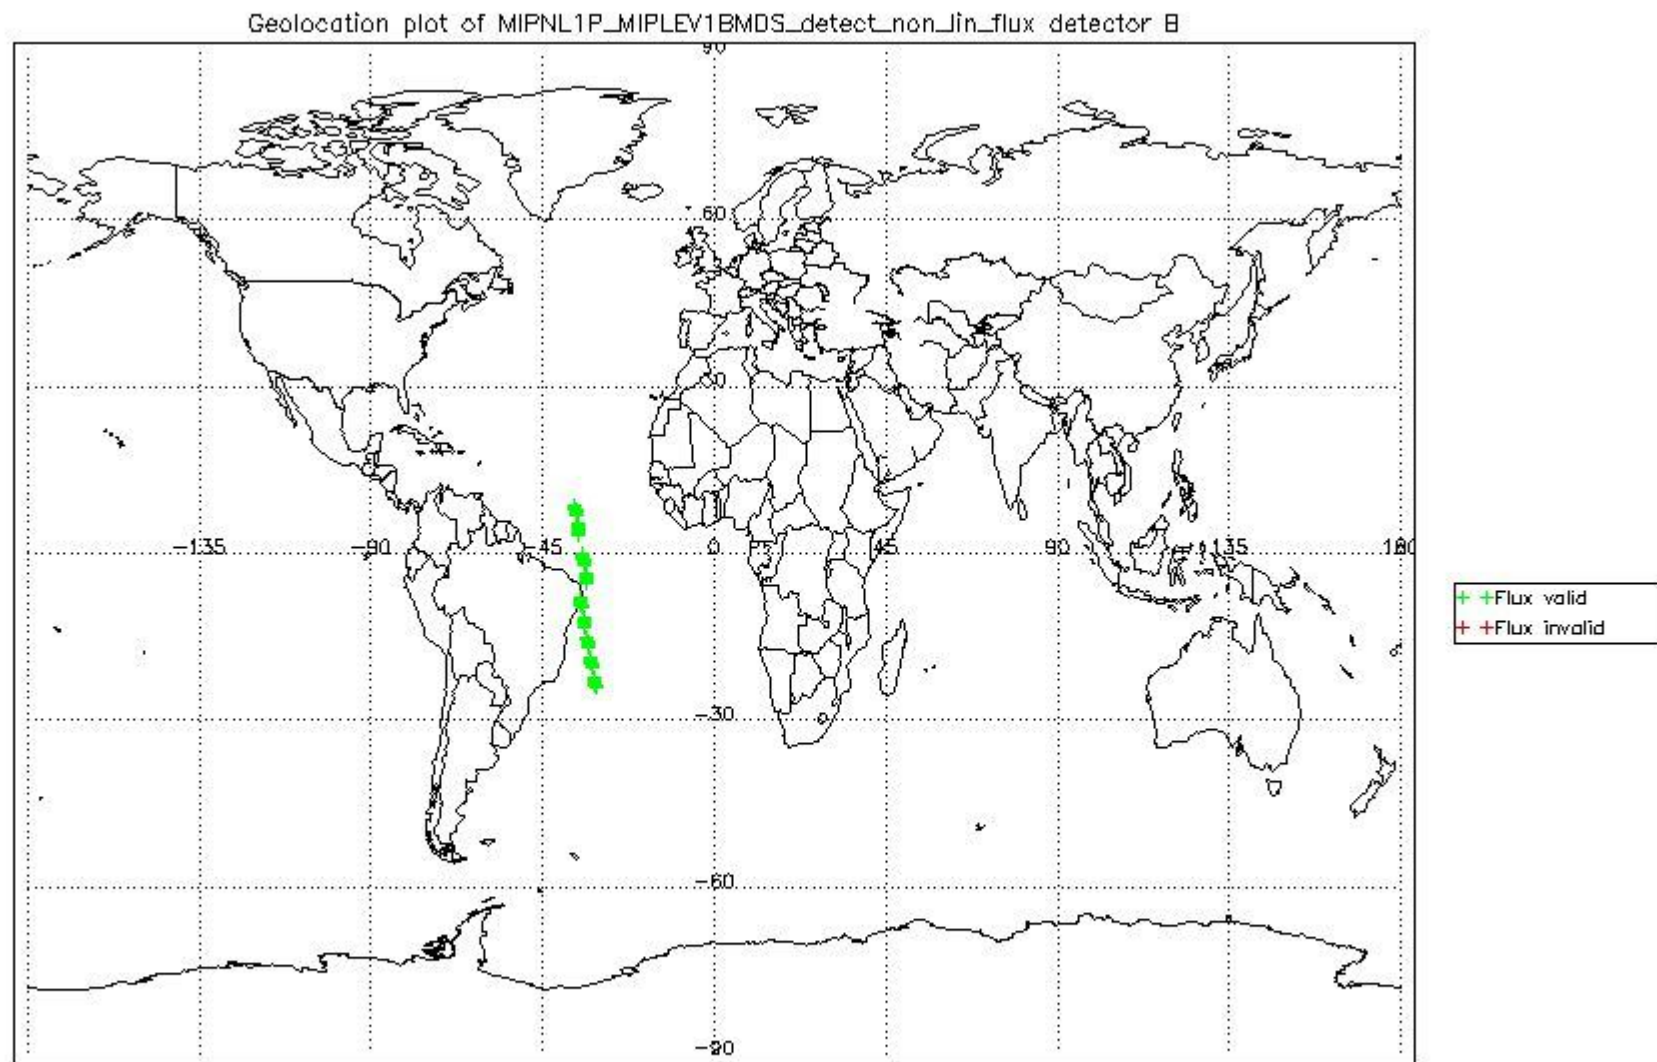 Geolocation plot of MIPNL1P_MIPLEV1BMDS_detect_non_lin_flux detector B
90
60
30
-135 -90 -45 0 45 90 135 180
-30
-60
-90
Flux valid
Flux invalid